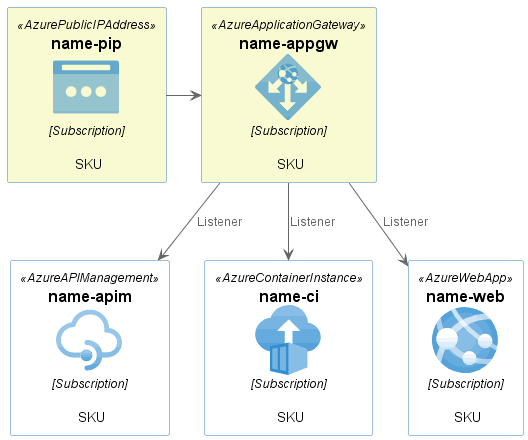 «AzurePublicIPAddress»
name-pip
[Subscription]
SKU
«AzureApplicationGateway»
name-appgw
[Subscription]
SKU
Listener
Listener
Listener
«AzureAPIManagement»
name-apim
[Subscription]
SKU
«AzureContainerInstance»
name-ci
[Subscription]
SKU
«AzureWebApp»
name-web
[Subscription]
SKU